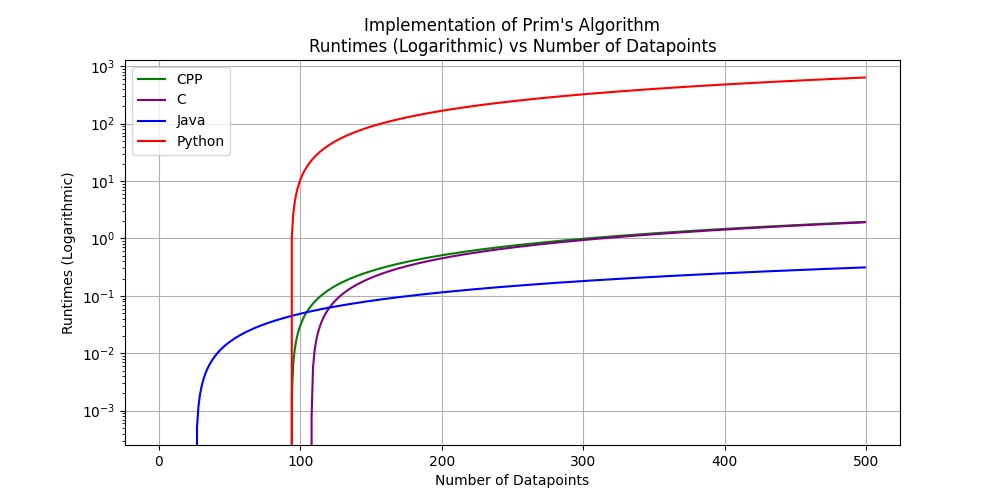 Implementation of Prim's Algorithm
Runtimes (Logarithmic) vs Number of Datapoints
CPP
C
Java
Python
Runtimes (Logarithmic)
10³
10²
10¹
10⁰
10⁻¹
10⁻²
10⁻³
0 100 200 300 400 500
Number of Datapoints